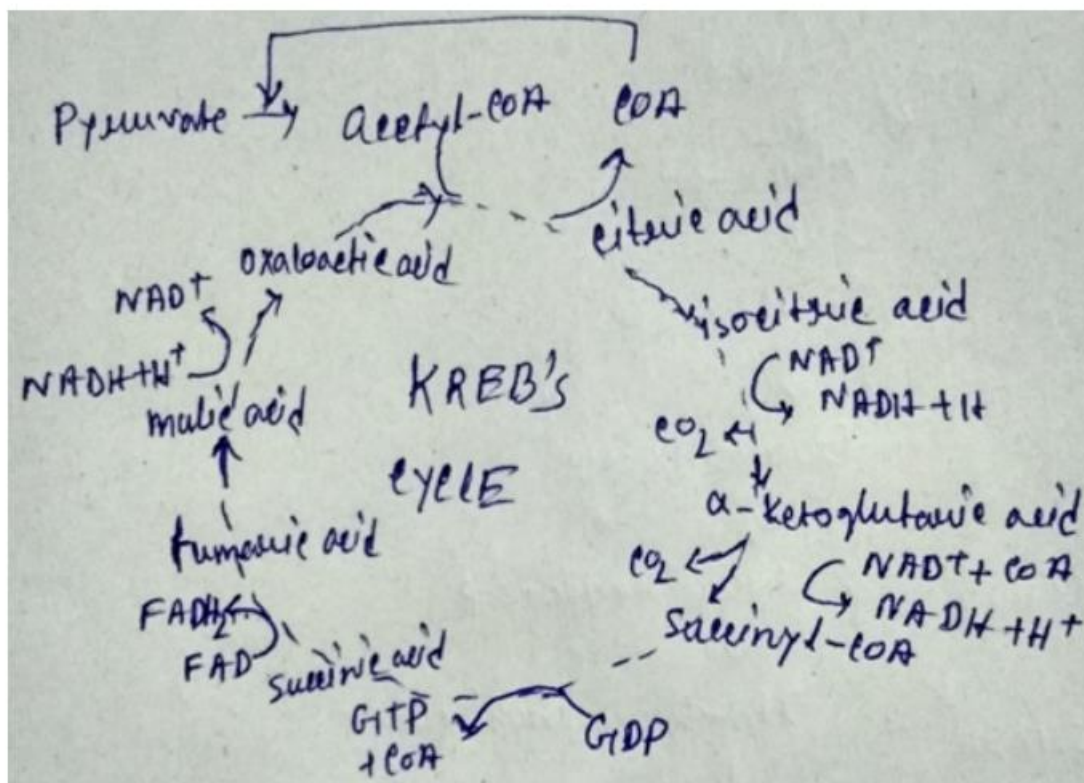 Pyruvate → acetyl-COA COA
oxaloactic acid
citric acid
isocitric acid
NAD+
NADH + H
CO2
α-ketoglutaric acid
CO2
NAD+ + COA
NADH + H+
Succinyl-COA
GDP
GTP
+ COA
Succinic acid
FAD
FADH2
fumaric acid
malic acid
NADH+H+
NAD+
KREB's
CYCLE